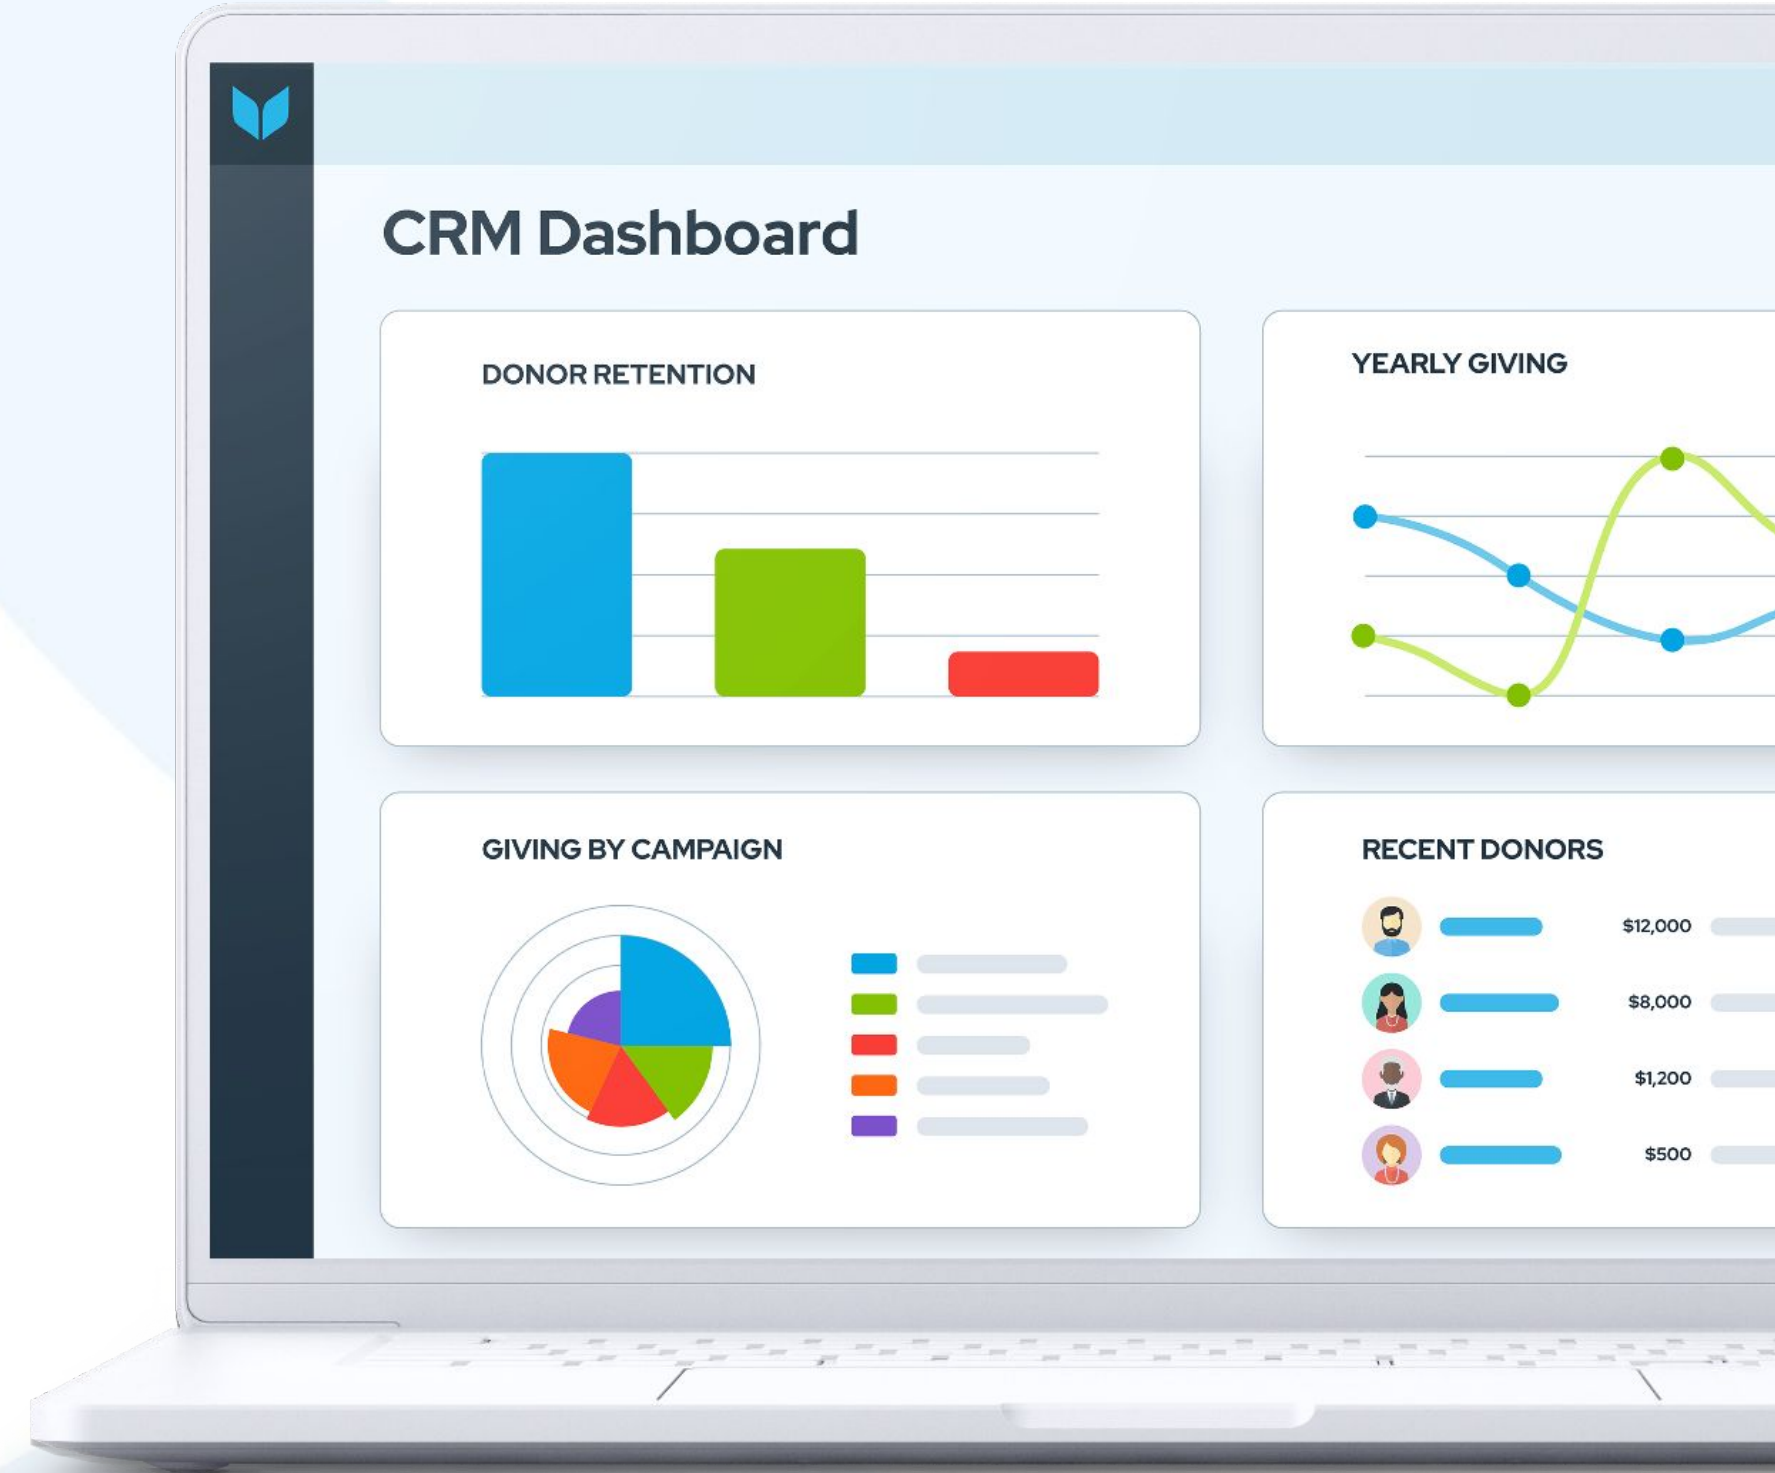 CRM Dashboard
DONOR RETENTION
YEARLY GIVING
GIVING BY CAMPAIGN
RECENT DONORS
$12,000
$8,000
$1,200
$500